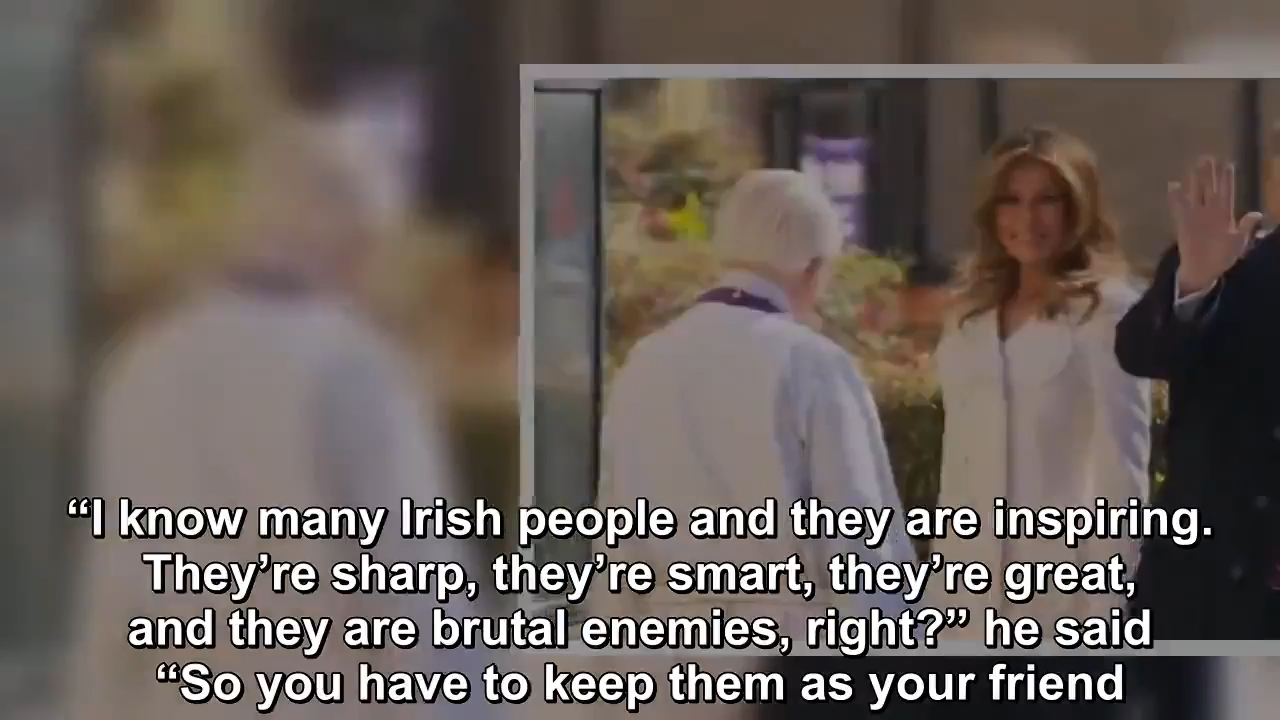 “I know many Irish people and they are inspiring.
They’re sharp, they’re smart, they’re great,
and they are brutal enemies, right?” he said
“So you have to keep them as your friend